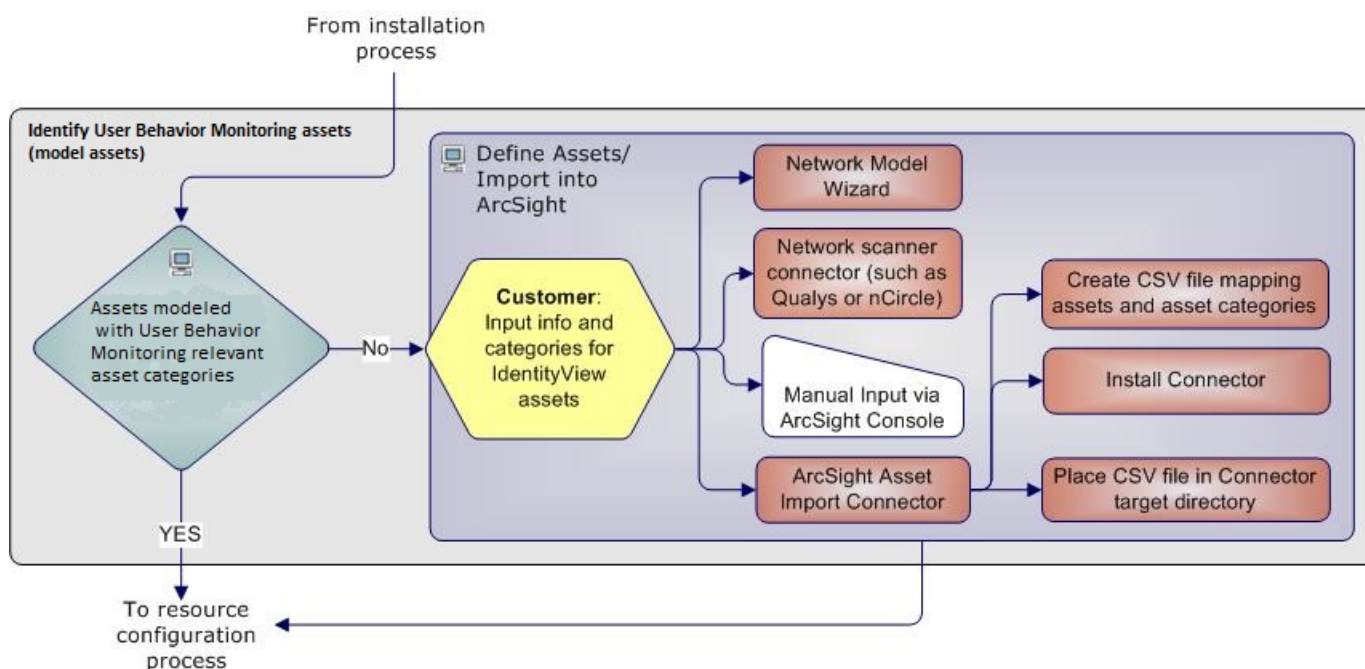 From installation
process
Identify User Behavior Monitoring assets
(model assets)
Define Assets/
Import into
ArcSight
Network Model
Wizard
Network scanner
connector (such as
Qualys or nCircle)
Create CSV file mapping
assets and asset categories
Customer:
Input info and
categories for
IdentityView
assets
Assets modeled
with User Behavior
Monitoring relevant
asset categories
No
Manual Input via
ArcSight Console
Install Connector
ArcSight Asset
Import Connector
Place CSV file in Connector
target directory
YES
To resource
configuration
process